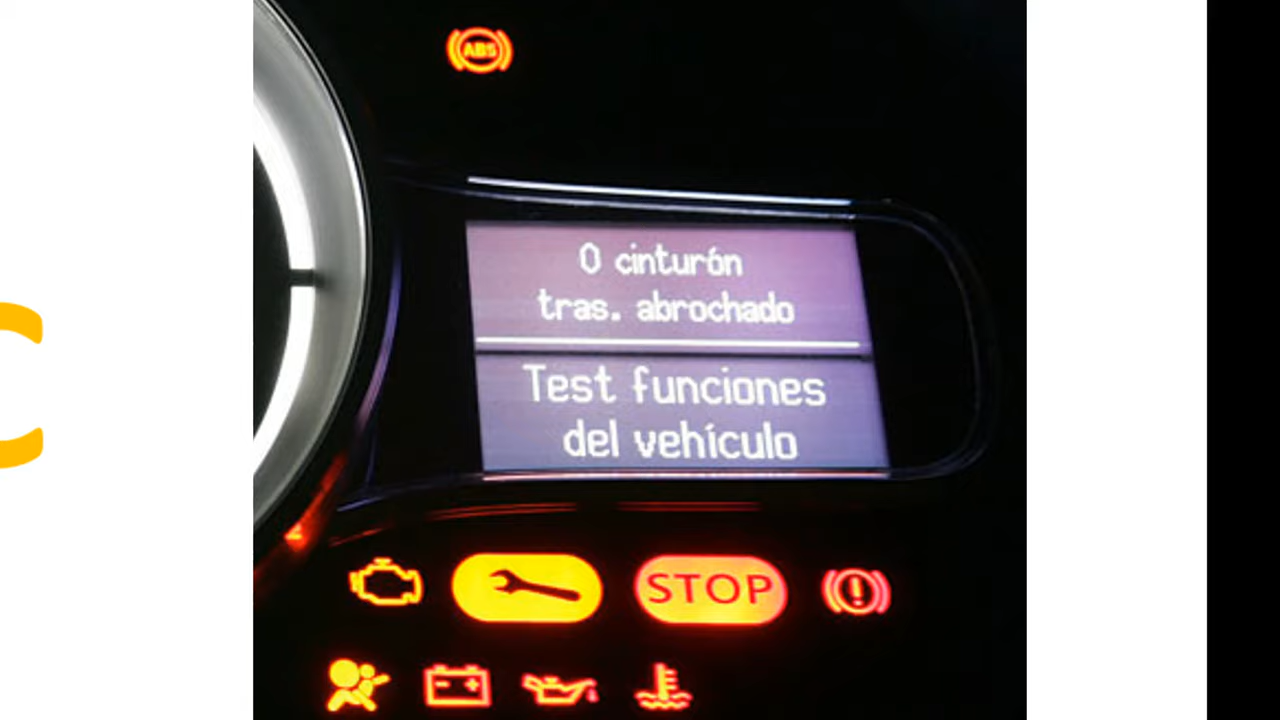 ABS
0 cinturón
tras. abrochado
Test funciones
del vehículo
STOP